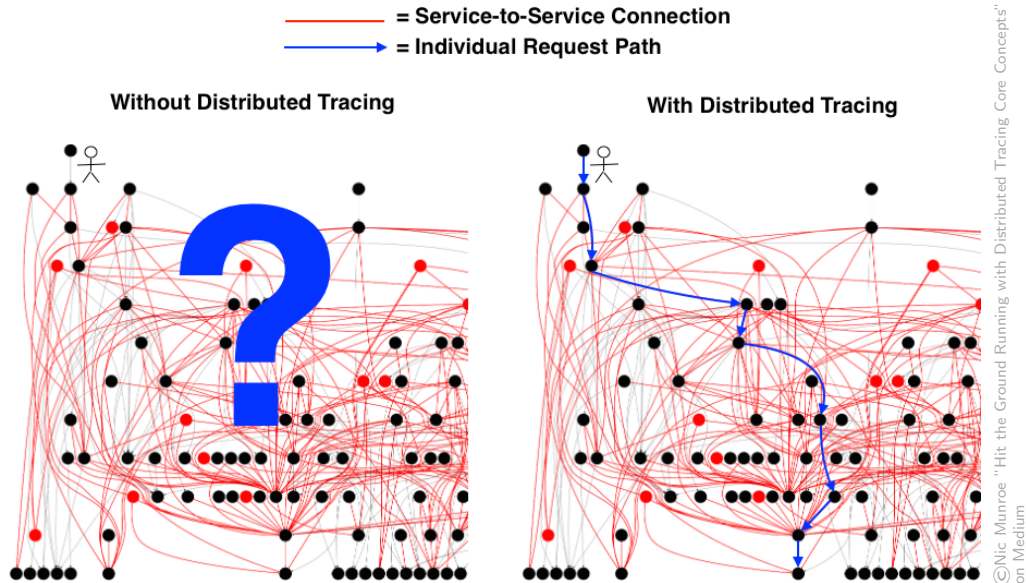 = Service-to-Service Connection
= Individual Request Path
Without Distributed Tracing
With Distributed Tracing
?
©Nic Munroe "Hit the Ground Running with Distributed Tracing Core Concepts"
on Medium